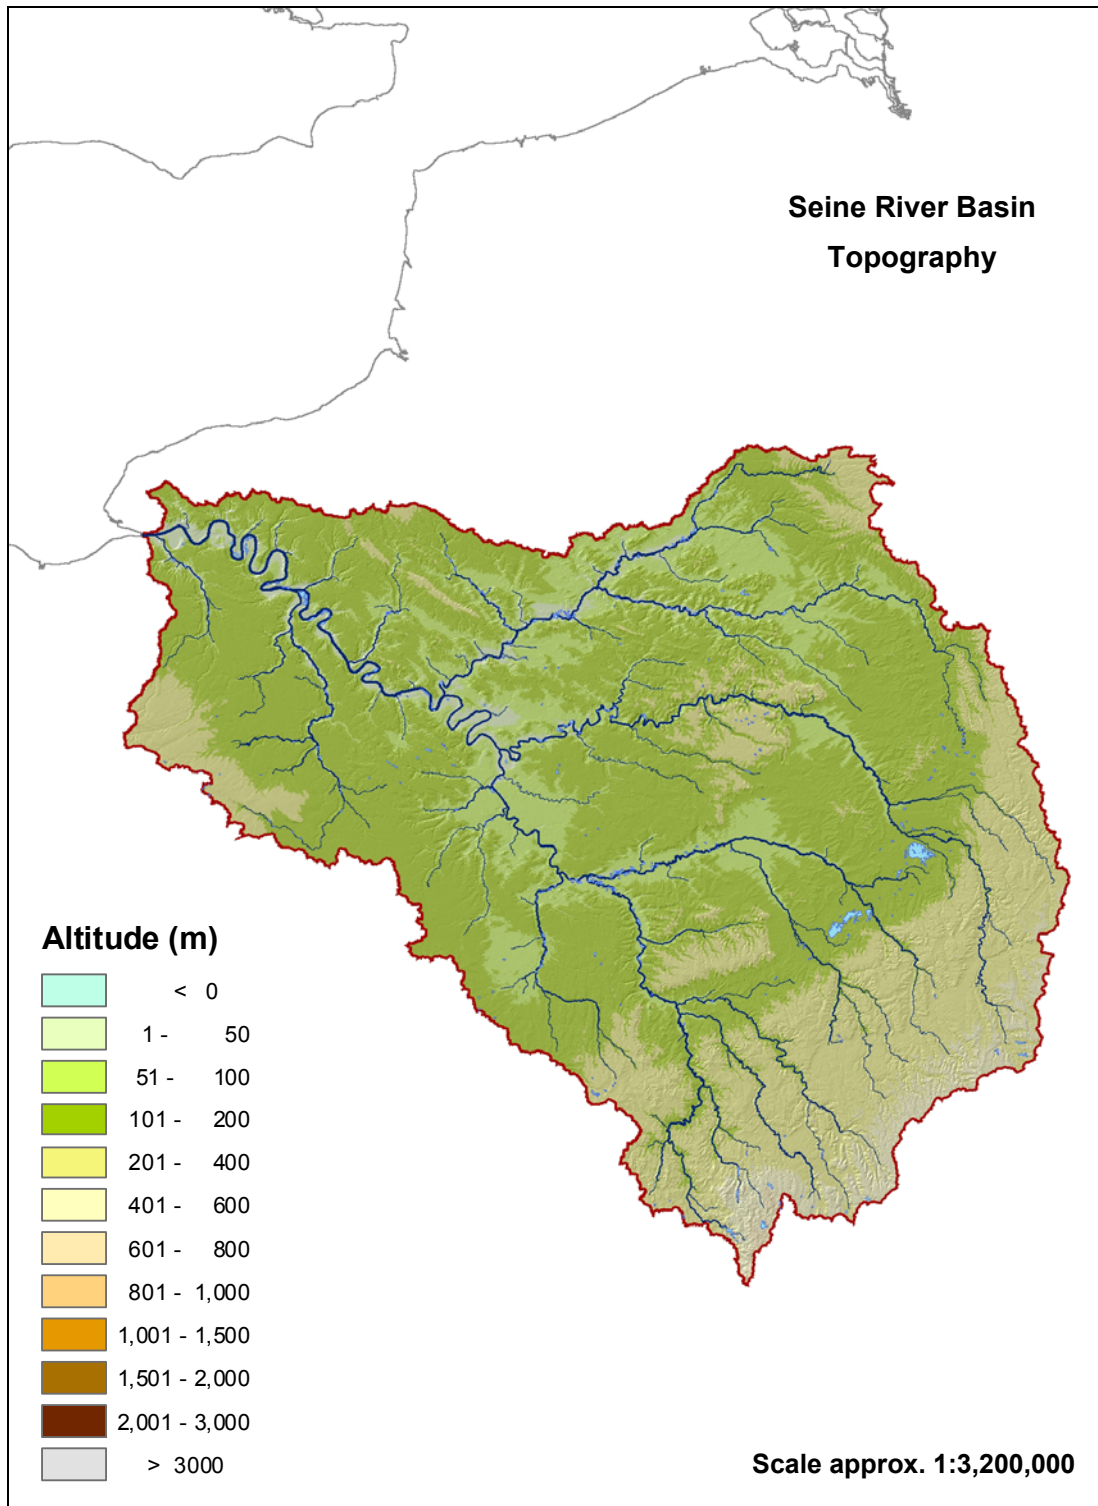 Seine River Basin
Topography
Altitude (m)
< 0
1 - 50
51 - 100
101 - 200
201 - 400
401 - 600
601 - 800
801 - 1,000
1,001 - 1,500
1,501 - 2,000
2,001 - 3,000
> 3000
Scale approx. 1:3,200,000